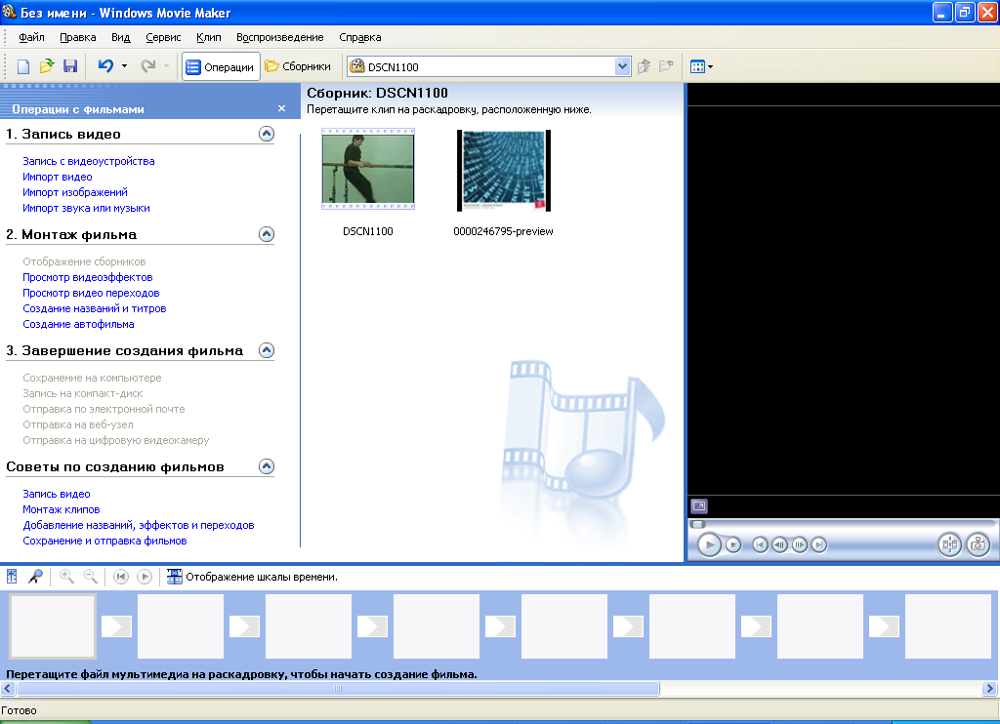 Без имени - Windows Movie Maker
Файл Правка Вид Сервис Клип Воспроизведение Справка
Операции Сборники DSCN1100
Операции с фильмами
1. Запись видео
Запись с видеоустройства
Импорт видео
Импорт изображений
Импорт звука или музыки
2. Монтаж фильма
Отображение сборников
Просмотр видеоэффектов
Просмотр видео переходов
Создание названий и титров
Создание автофильма
3. Завершение создания фильма
Сохранение на компьютере
Запись на компакт-диск
Отправка по электронной почте
Отправка на веб-узел
Отправка на цифровую видеокамеру
Советы по созданию фильмов
Запись видео
Монтаж клипов
Добавление названий, эффектов и переходов
Сохранение и отправка фильмов
Сборник: DSCN1100
Перетащите клип на раскадровку, расположенную ниже.
DSCN1100
0000246795-preview
Отображение шкалы времени.
Перетащите файл мультимедиа на раскадровку, чтобы начать создание фильма.
Готово